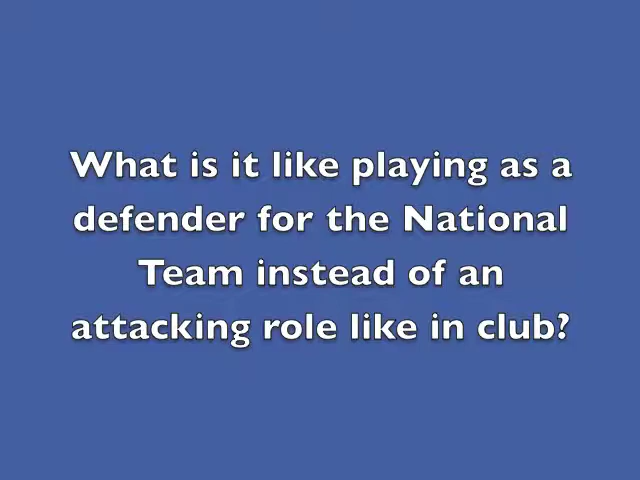 What is it like playing as a
defender for the National
Team instead of an
attacking role like in club?